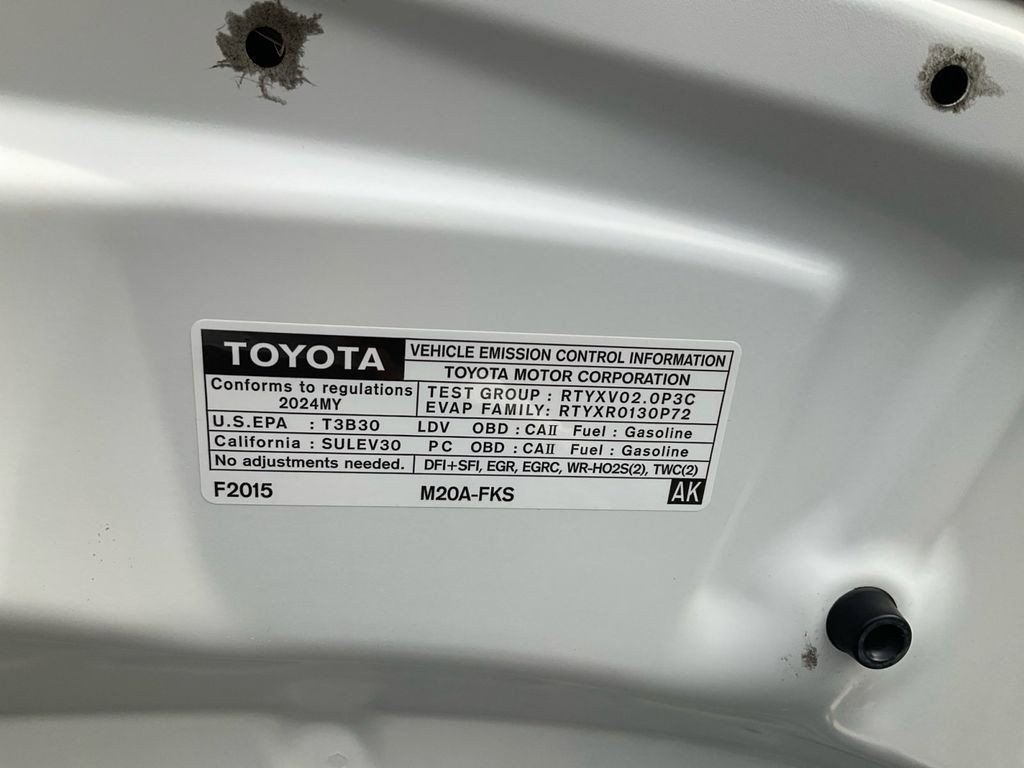 TOYOTA
VEHICLE EMISSION CONTROL INFORMATION
TOYOTA MOTOR CORPORATION
Conforms to regulations
2024MY
TEST GROUP : RTYXV02.0P3C
EVAP FAMILY: RTYXR0130P72
U.S.EPA : T3B30 LDV OBD : CAⅡ Fuel : Gasoline
California : SULEV30 PC OBD : CAⅡ Fuel : Gasoline
No adjustments needed. DFI+SFI, EGR, EGRC, WR-HO2S(2), TWC(2)
F2015 M20A-FKS AK